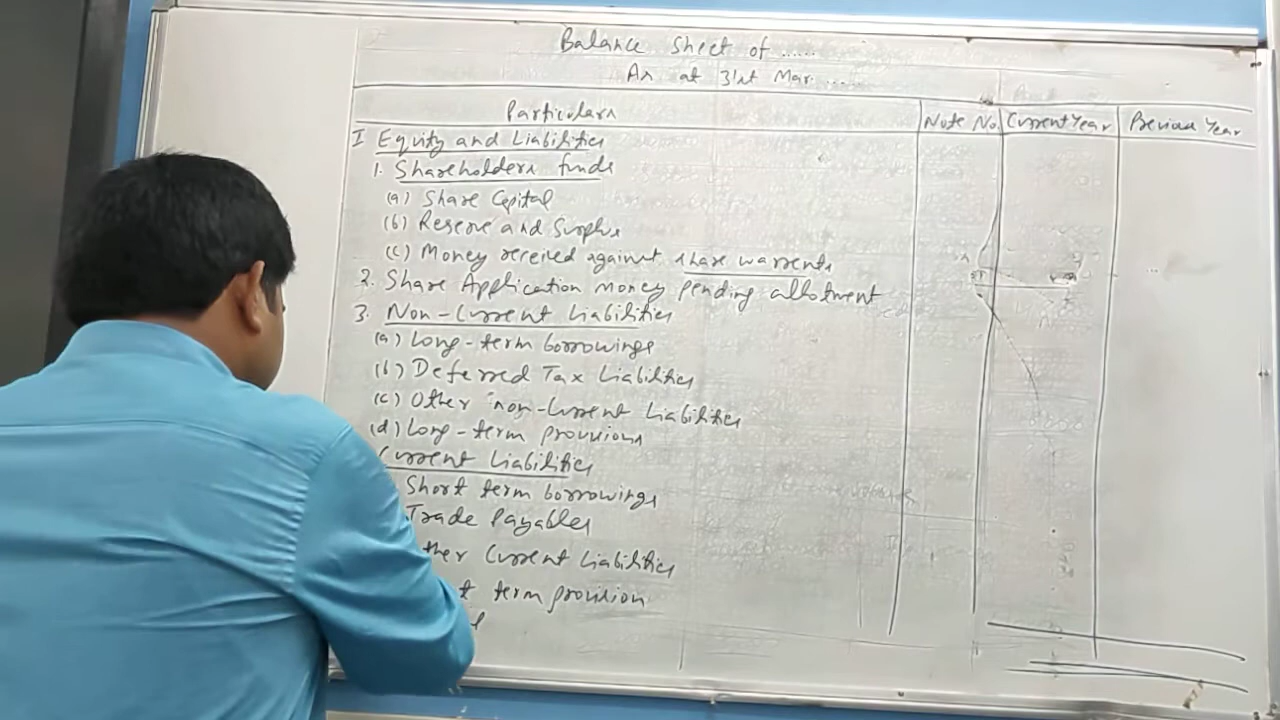 Balance Sheet of ......
As at 31st Mar. ......
Particulars Note No. Current Year Previous Year
I Equity and Liabilities
1. Shareholders funds
(a) Share Capital
(b) Reserve and Surplus
(c) Money received against share warrents
2. Share Application money pending allotment
3. Non-Current Liabilities
(a) Long-term borrowings
(b) Deferred Tax Liabilities
(c) Other non-current Liabilities
(d) Long-term provisions
Current Liabilities
Short term borrowings
Trade Payables
ther Current Liabilities
t term provision